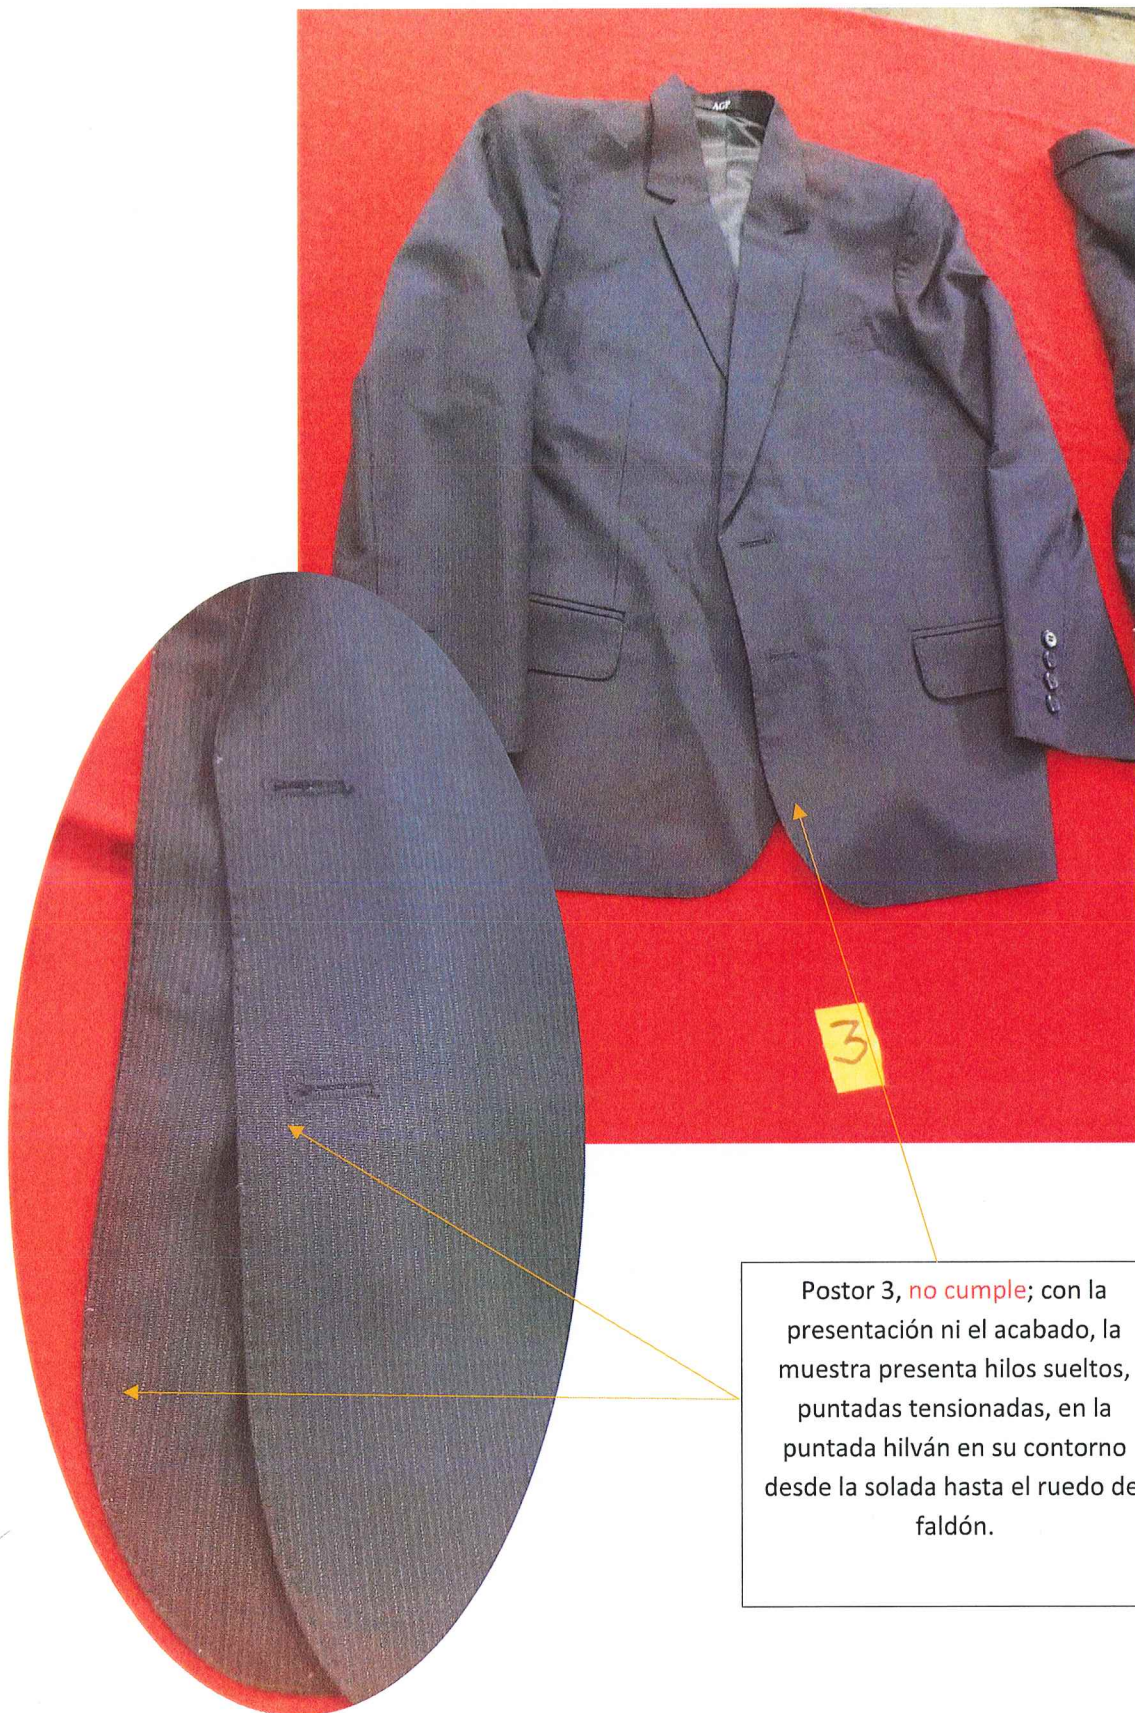 AGP
3
Postor 3, no cumple; con la
presentación ni el acabado, la
muestra presenta hilos sueltos,
puntadas tensionadas, en la
puntada hilván en su contorno
desde la solada hasta el ruedo de
faldón.